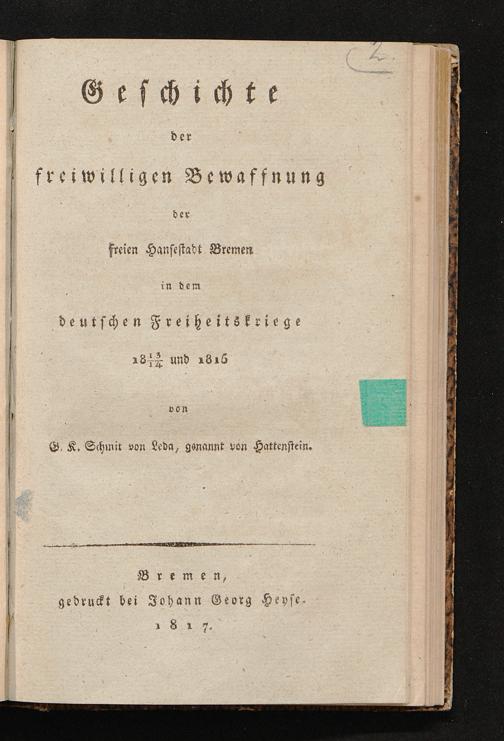 2.
Geschichte
der
freiwilligen Bewaffnung
der
freien Hansestadt Bremen
in dem
deutschen Freiheitskriege
18 13/14 und 1815
von
G. K. Schmit von Leda, genannt von Hattenstein.
Bremen,
gedruckt bei Johann Georg Heyse.
1817.